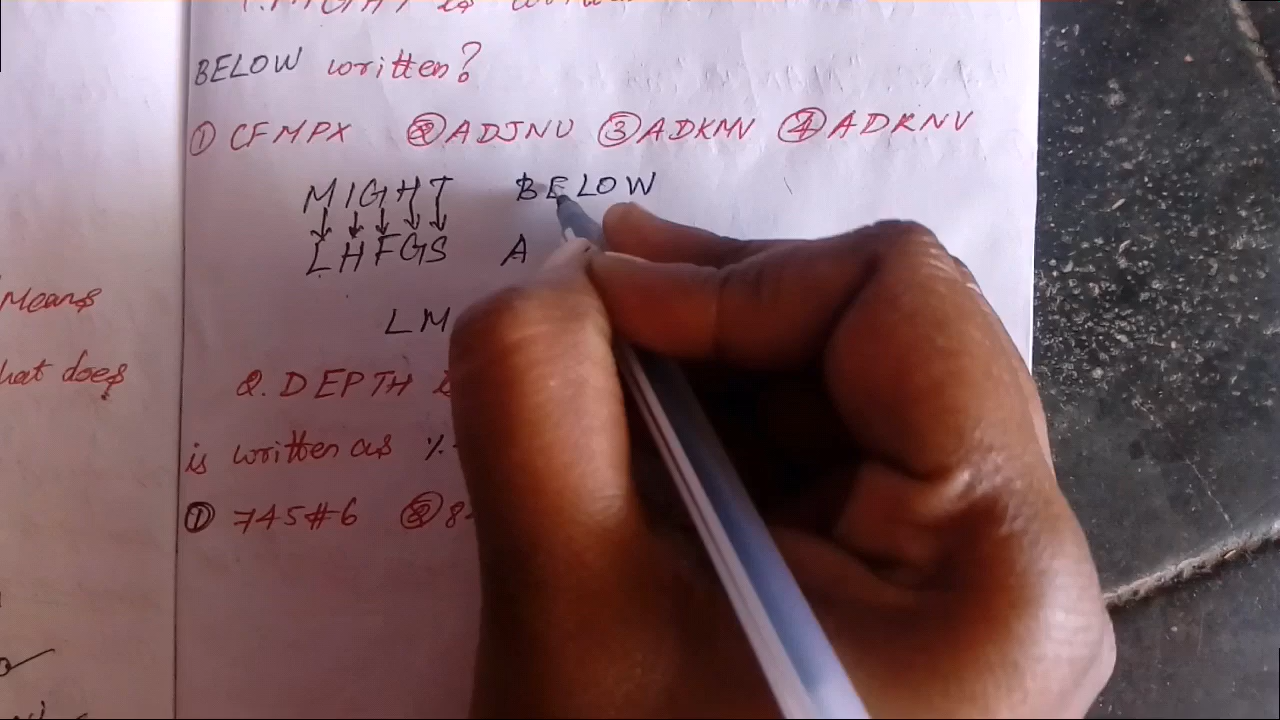 BELOW written?
① CFMPX ② ADJNU ③ ADKMV ④ ADKNV
MIGHT BELOW
LHFGS A
LM
Means
hat does
2. DEPTH
is written as %
① 745#6 ② 8